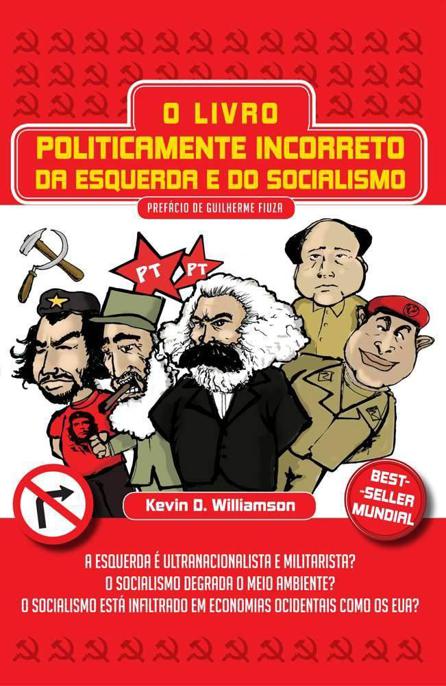 O LIVRO
POLITICAMENTE INCORRETO
DA ESQUERDA E DO SOCIALISMO
PREFÁCIO DE GUILHERME FIUZA
PT PT
Kevin D. Williamson
BEST-
-SELLER
MUNDIAL
A ESQUERDA É ULTRANACIONALISTA E MILITARISTA?
O SOCIALISMO DEGRADA O MEIO AMBIENTE?
O SOCIALISMO ESTÁ INFILTRADO EM ECONOMIAS OCIDENTAIS COMO OS EUA?